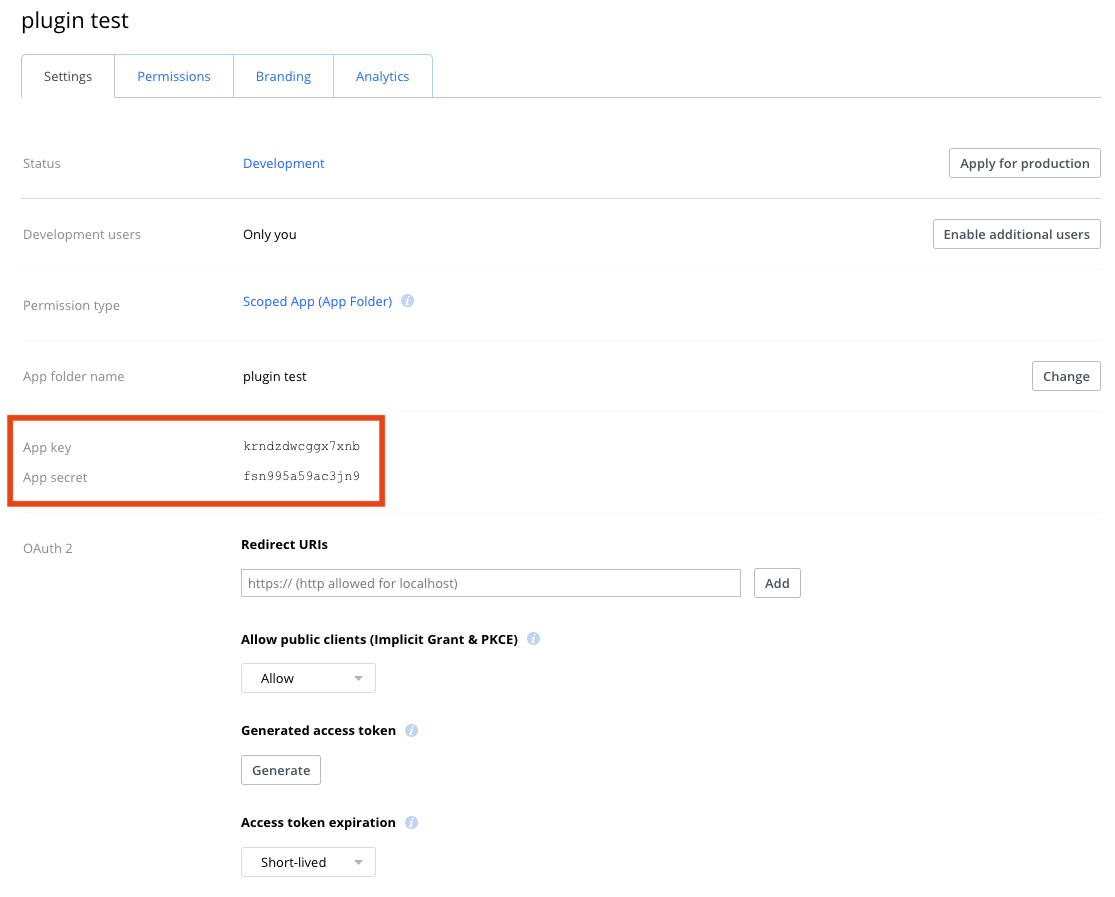 plugin test
Settings Permissions Branding Analytics
Status Development Apply for production
Development users Only you Enable additional users
Permission type Scoped App (App Folder) i
App folder name plugin test Change
App key krndzdwcggx7xnb
App secret fsn995a59ac3jn9
OAuth 2 Redirect URIs
https:// (http allowed for localhost) Add
Allow public clients (Implicit Grant & PKCE) i
Allow
Generated access token i
Generate
Access token expiration i
Short-lived